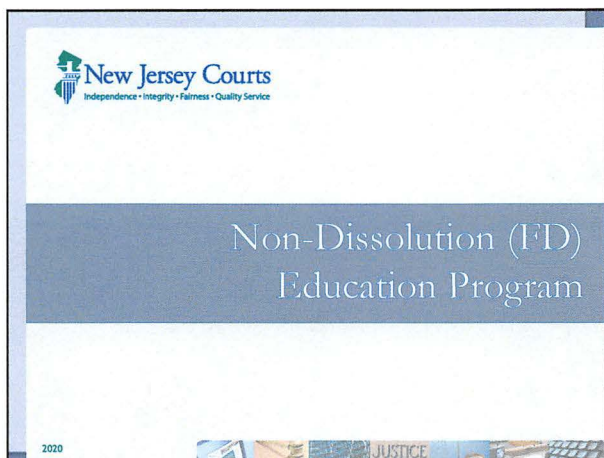 New Jersey Courts
Independence • Integrity • Fairness • Quality Service
Non-Dissolution (FD)
Education Program
2020
JUSTICE